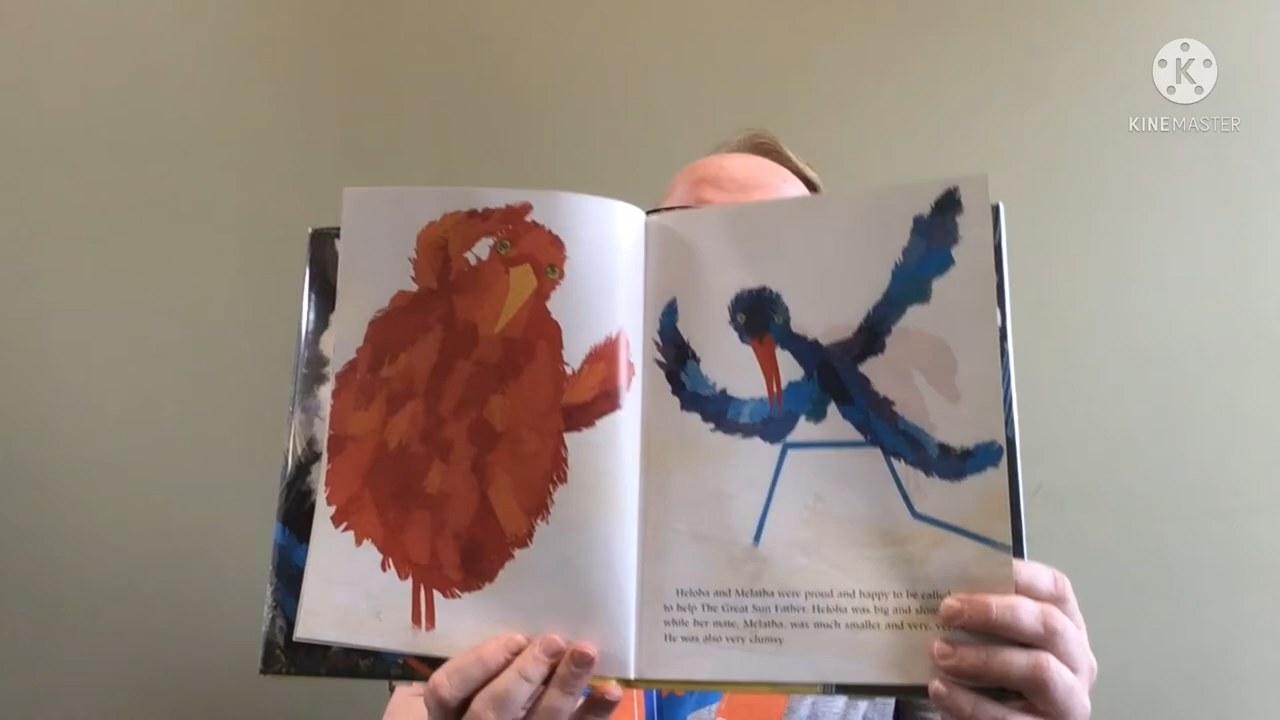 K
KINEMASTER
Heloha and Melatha were proud and happy to be called
to help The Great Sun Father. Heloha was big and slow
while her mate, Melatha, was much smaller and very,
He was also very clumsy